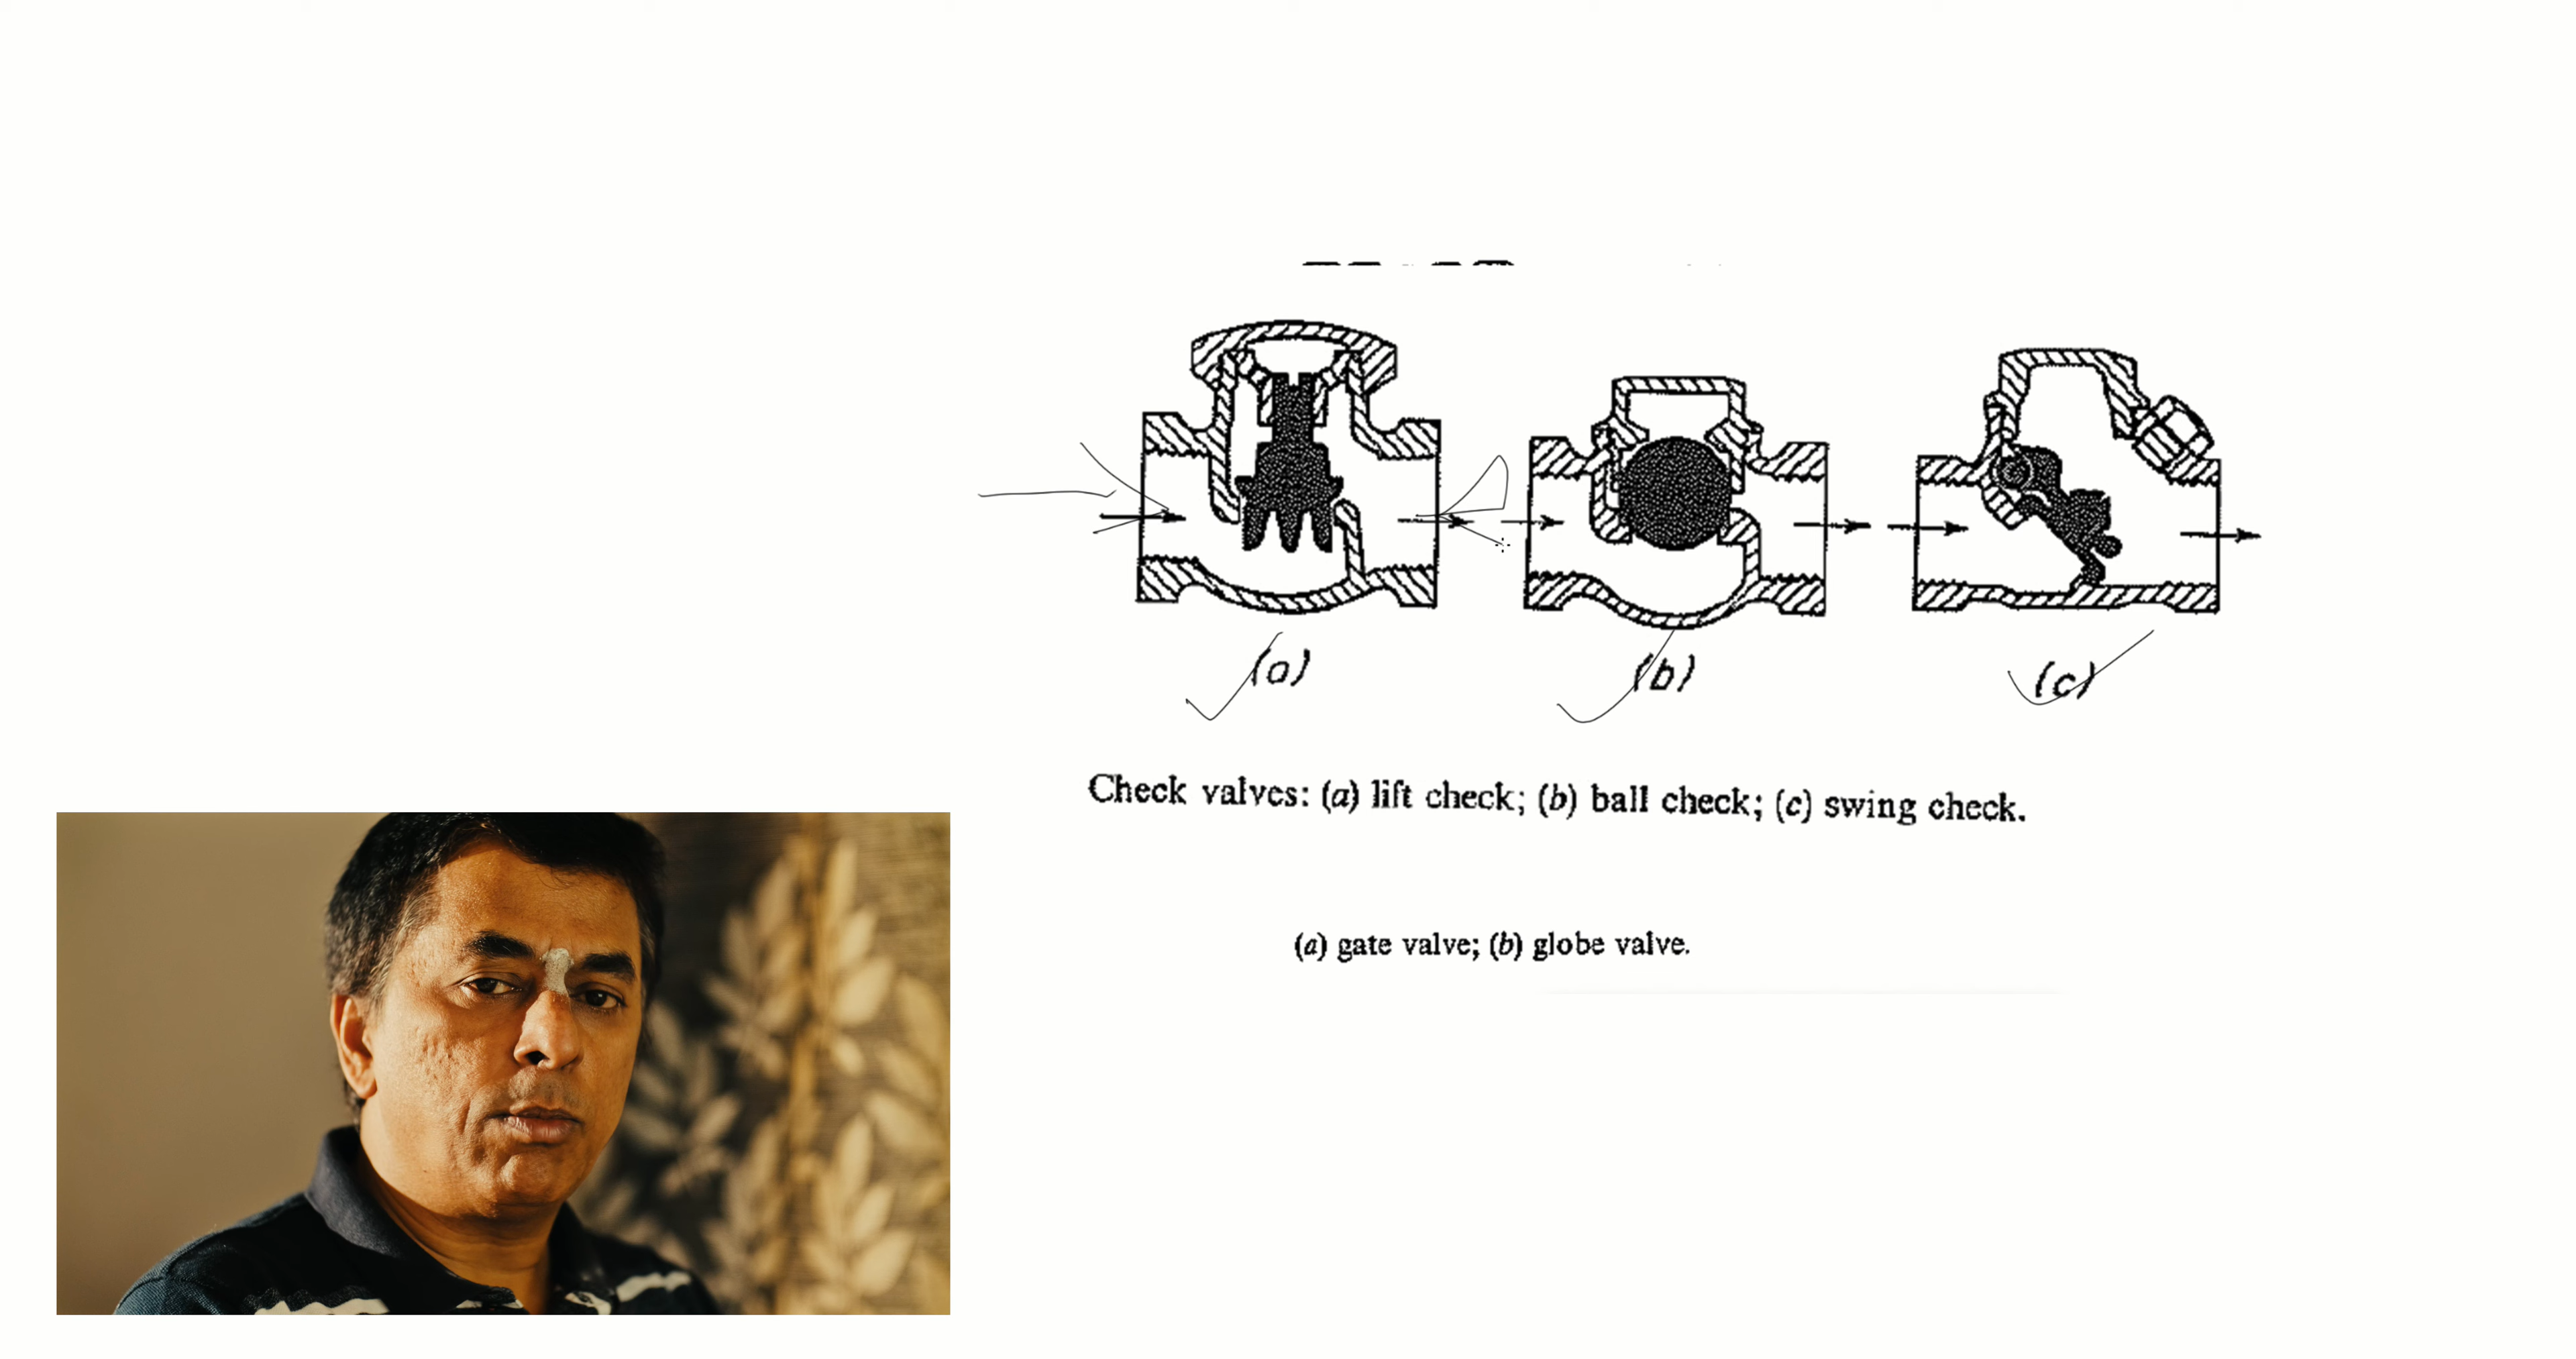 (a)
(b)
(c)
Check valves: (a) lift check; (b) ball check; (c) swing check.
(a) gate valve; (b) globe valve.